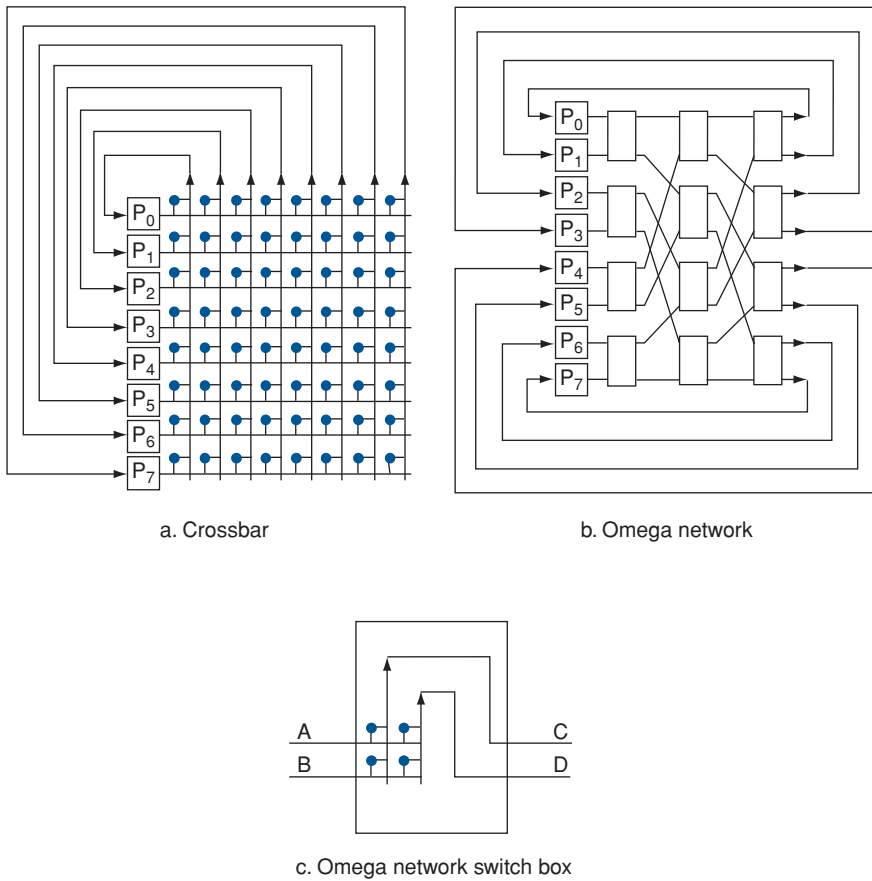 P0
P1
P2
P3
P4
P5
P6
P7
a. Crossbar
P0
P1
P2
P3
P4
P5
P6
P7
b. Omega network
A
B
C
D
c. Omega network switch box